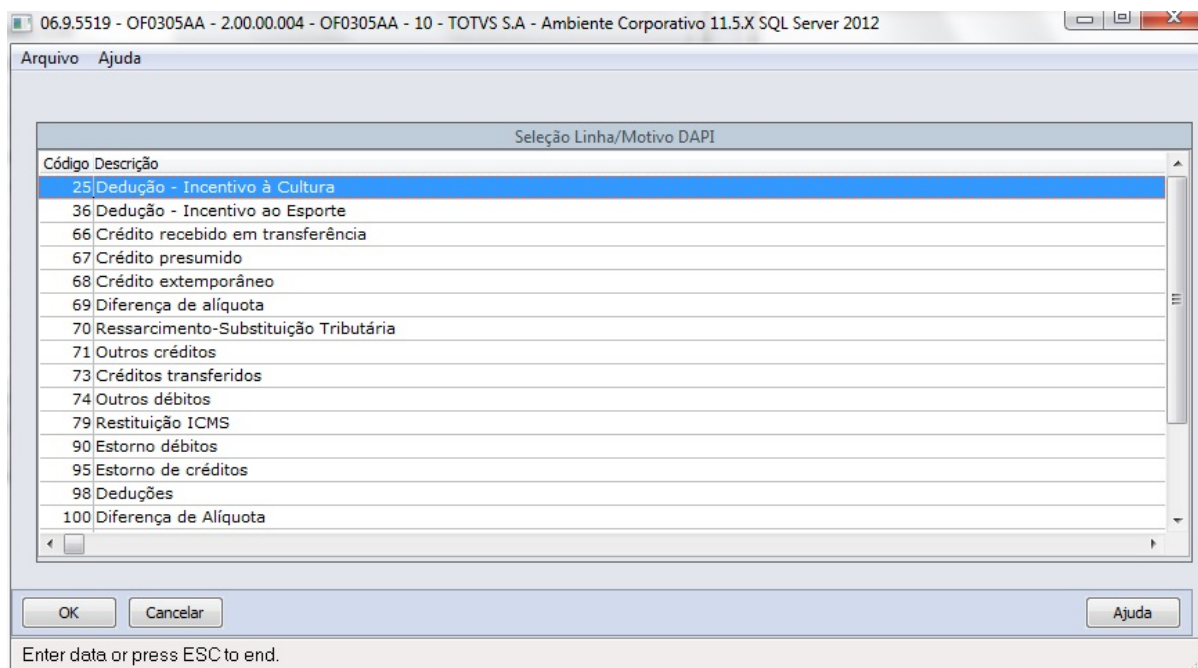 06.9.5519 - OF0305AA - 2.00.00.004 - OF0305AA - 10 - TOTVS S.A - Ambiente Corporativo 11.5.X SQL Server 2012
Arquivo Ajuda
Seleção Linha/Motivo DAPI
Código Descrição
25 Dedução - Incentivo à Cultura
36 Dedução - Incentivo ao Esporte
66 Crédito recebido em transferência
67 Crédito presumido
68 Crédito extemporâneo
69 Diferença de alíquota
70 Ressarcimento-Substituição Tributária
71 Outros créditos
73 Créditos transferidos
74 Outros débitos
79 Restituição ICMS
90 Estorno débitos
95 Estorno de créditos
98 Deduções
100 Diferença de Alíquota
OK Cancelar Ajuda
Enter data or press ESC to end.